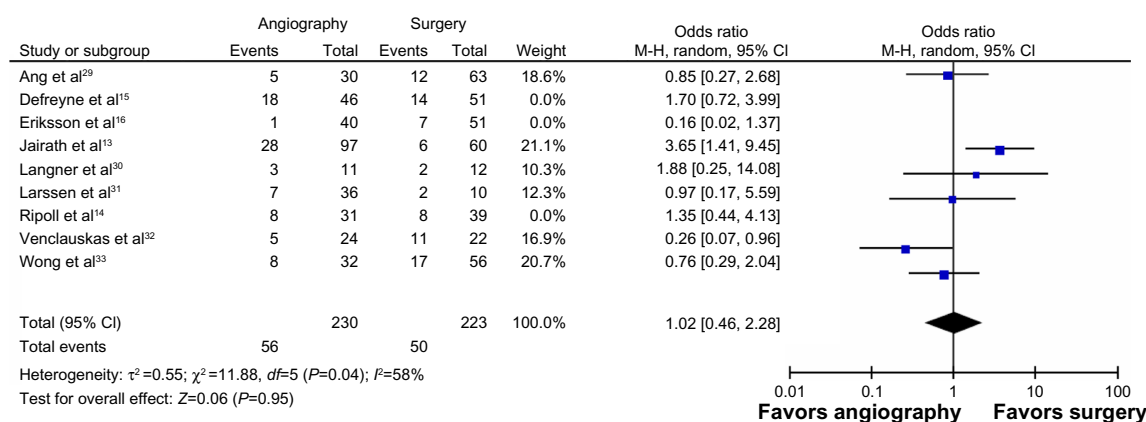 Angiography Surgery Odds ratio Odds ratio
Study or subgroup Events Total Events Total Weight M-H, random, 95% CI M-H, random, 95% CI
Ang et al²⁹ 5 30 12 63 18.6% 0.85 [0.27, 2.68]
Defreyne et al¹⁵ 18 46 14 51 0.0% 1.70 [0.72, 3.99]
Eriksson et al¹⁶ 1 40 7 51 0.0% 0.16 [0.02, 1.37]
Jairath et al¹³ 28 97 6 60 21.1% 3.65 [1.41, 9.45]
Langner et al³⁰ 3 11 2 12 10.3% 1.88 [0.25, 14.08]
Larssen et al³¹ 7 36 2 10 12.3% 0.97 [0.17, 5.59]
Ripoll et al¹⁴ 8 31 8 39 0.0% 1.35 [0.44, 4.13]
Venclauskas et al³² 5 24 11 22 16.9% 0.26 [0.07, 0.96]
Wong et al³³ 8 32 17 56 20.7% 0.76 [0.29, 2.04]
Total (95% CI) 230 223 100.0% 1.02 [0.46, 2.28]
Total events 56 50
Heterogeneity: τ²=0.55; χ²=11.88, df=5 (P=0.04); I²=58%
Test for overall effect: Z=0.06 (P=0.95)
0.01 0.1 1 10 100
Favors angiography Favors surgery